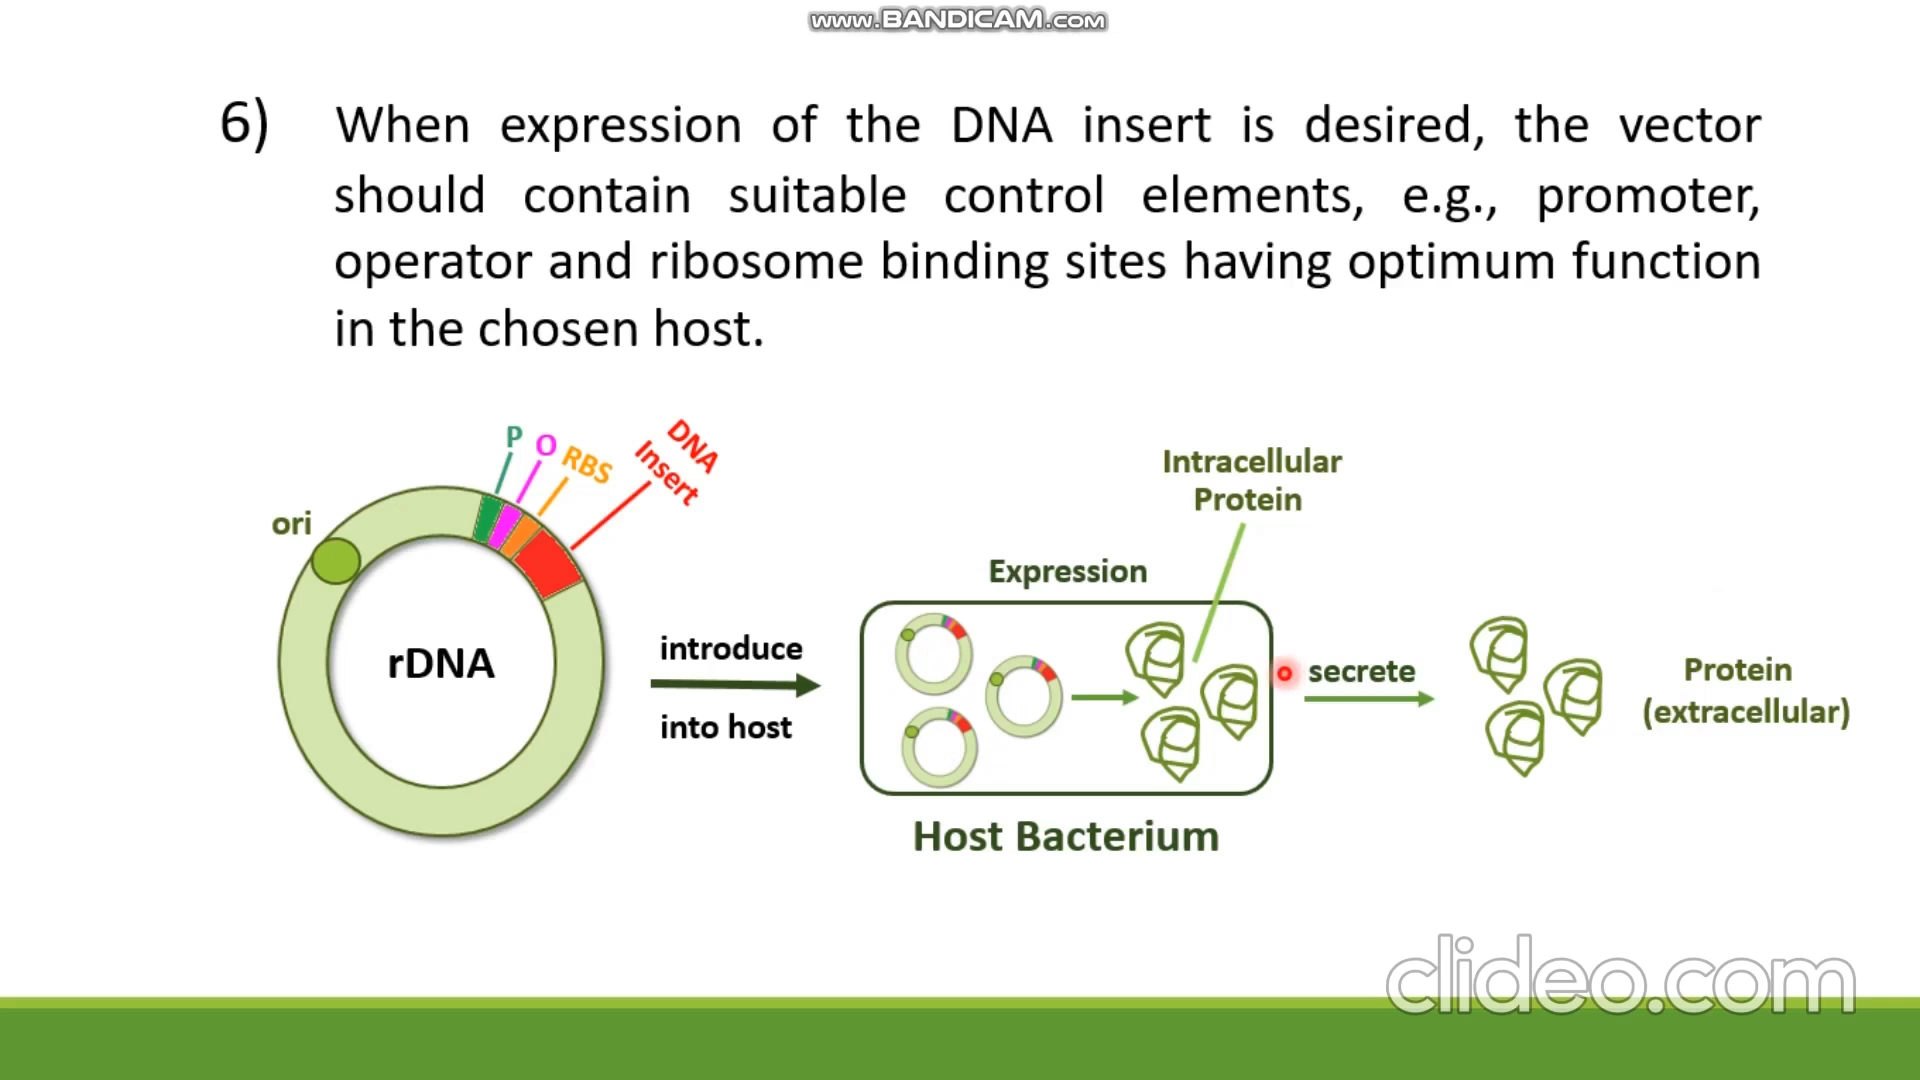 www.BANDICAM.com
6) When expression of the DNA insert is desired, the vector
should contain suitable control elements, e.g., promoter,
operator and ribosome binding sites having optimum function
in the chosen host.
P O RBS DNA
Insert
ori
rDNA
introduce
into host
Intracellular
Protein
Expression
Host Bacterium
secrete
Protein
(extracellular)
clideo.com